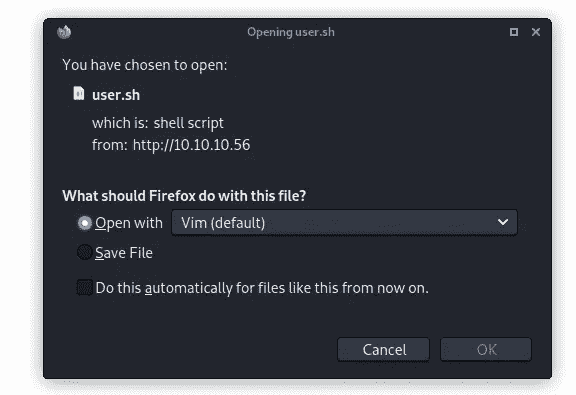 Opening user.sh
You have chosen to open:
user.sh
which is: shell script
from: http://10.10.10.56
What should Firefox do with this file?
Open with Vim (default)
Save File
Do this automatically for files like this from now on.
Cancel OK